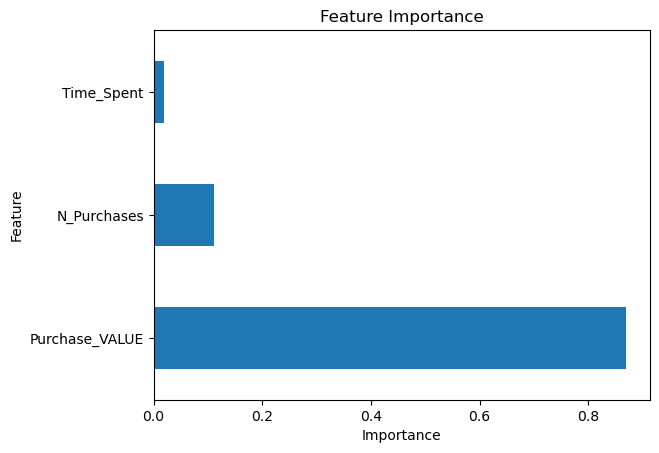 Feature Importance
Time_Spent
N_Purchases
Purchase_VALUE
Feature
0.0 0.2 0.4 0.6 0.8
Importance